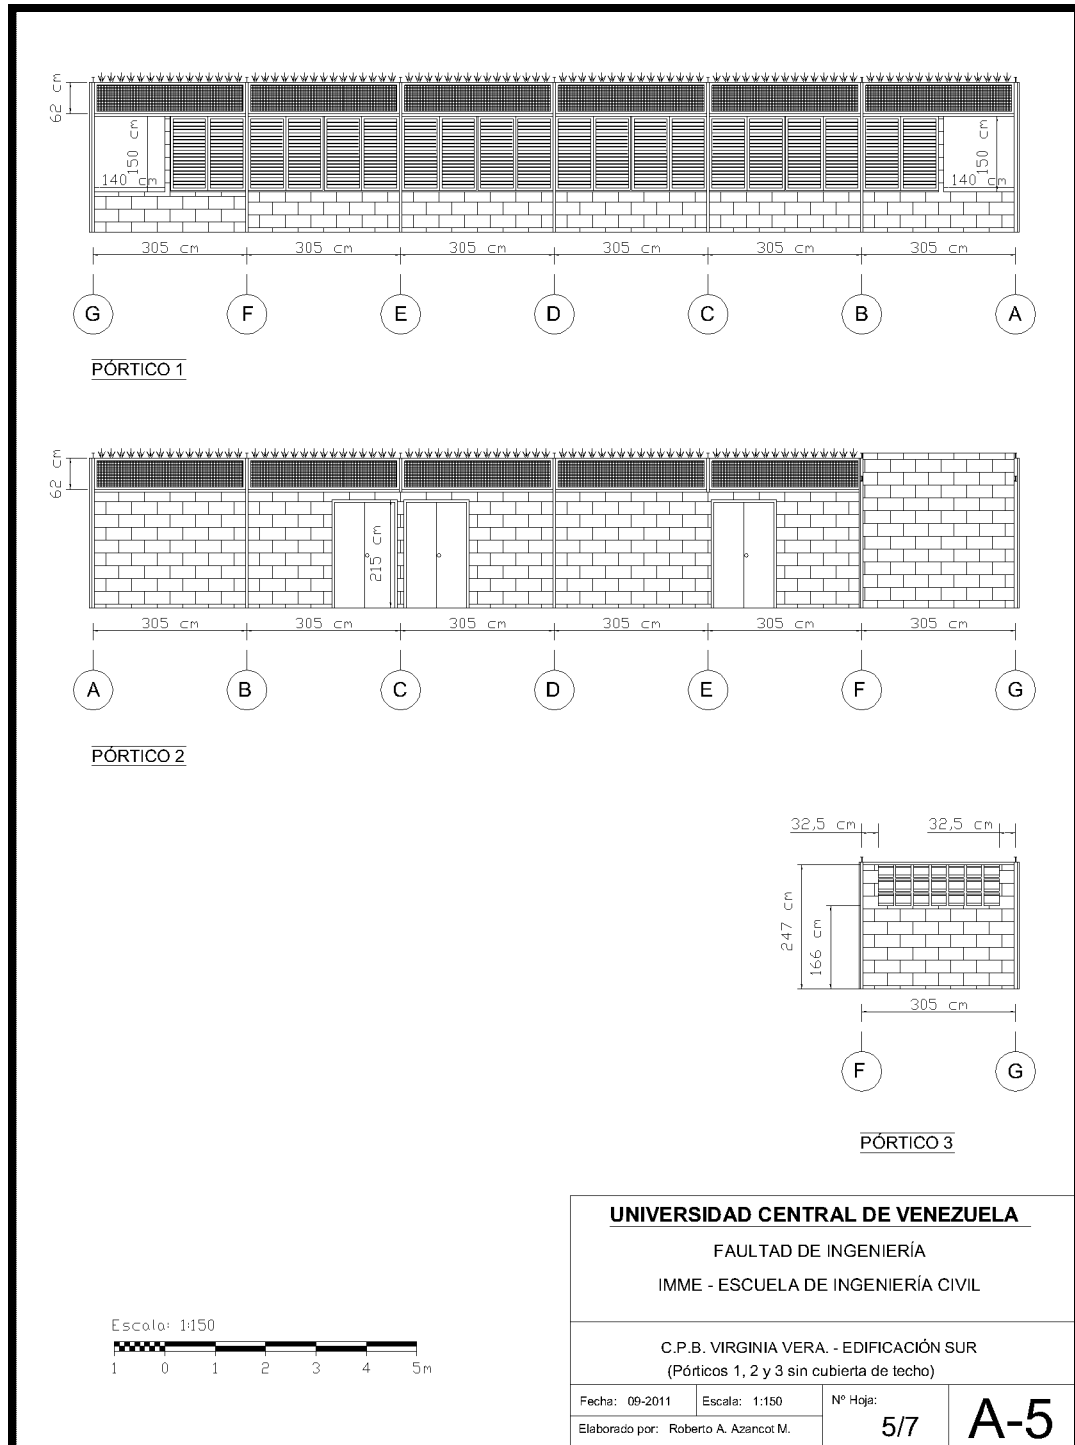 62 cm
150 cm
140 cm
150 cm
140 cm
305 cm 305 cm 305 cm 305 cm 305 cm 305 cm
G F E D C B A
PÓRTICO 1
62 cm
215 cm
305 cm 305 cm 305 cm 305 cm 305 cm 305 cm
A B C D E F G
PÓRTICO 2
32,5 cm 32,5 cm
247 cm
166 cm
305 cm
F G
PÓRTICO 3
UNIVERSIDAD CENTRAL DE VENEZUELA
FAULTAD DE INGENIERÍA
IMME - ESCUELA DE INGENIERÍA CIVIL
Escala: 1:150
1 0 1 2 3 4 5m
C.P.B. VIRGINIA VERA. - EDIFICACIÓN SUR
(Pórticos 1, 2 y 3 sin cubierta de techo)
Fecha: 09-2011 Escala: 1:150
Nº Hoja:
5/7
A-5
Elaborado por: Roberto A. Azancot M.